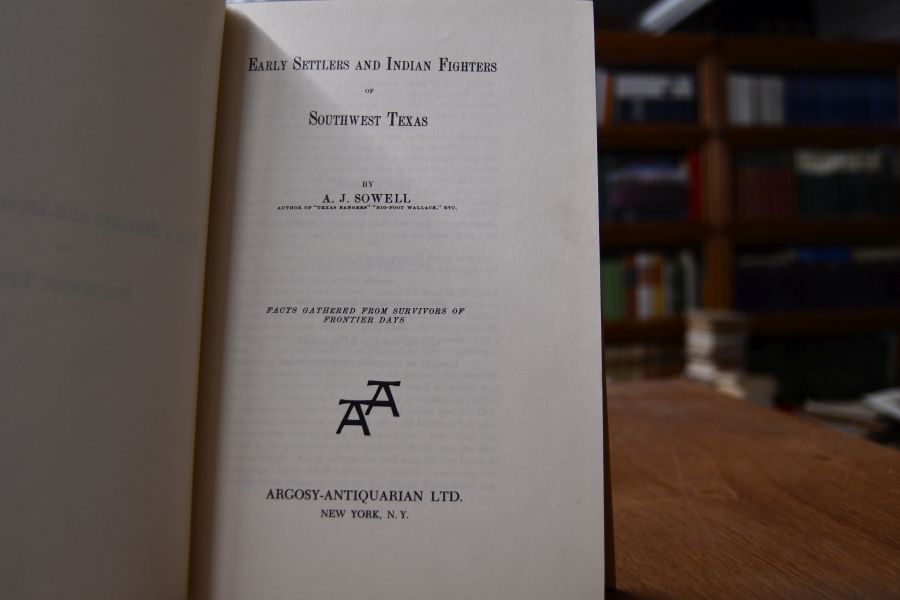 EARLY SETTLERS AND INDIAN FIGHTERS
OF
SOUTHWEST TEXAS
BY
A. J. SOWELL
AUTHOR OF "TEXAS RANGERS" "BIG-FOOT WALLACE," ETC.
FACTS GATHERED FROM SURVIVORS OF
FRONTIER DAYS
AA
ARGOSY-ANTIQUARIAN LTD.
NEW YORK, N. Y.